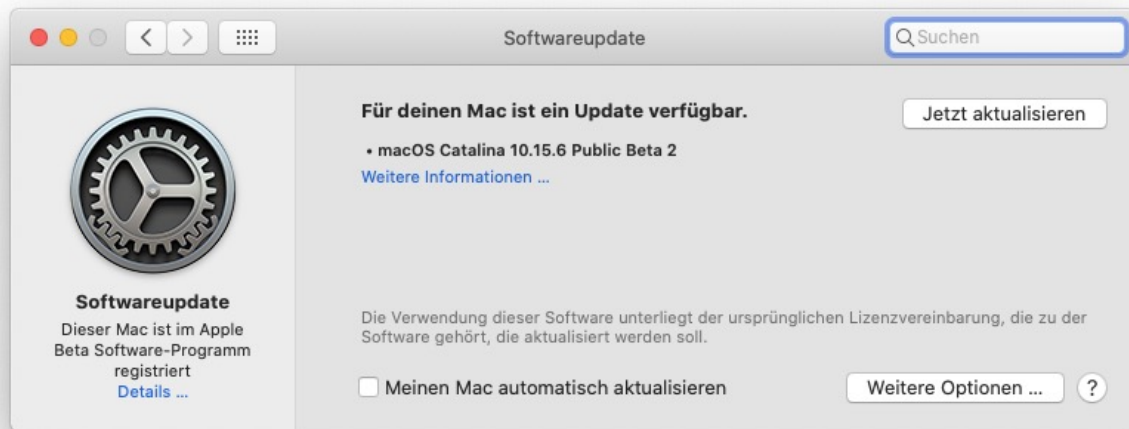 Softwareupdate
Suchen
Für deinen Mac ist ein Update verfügbar.
Jetzt aktualisieren
• macOS Catalina 10.15.6 Public Beta 2
Weitere Informationen ...
Softwareupdate
Dieser Mac ist im Apple
Beta Software-Programm
registriert
Details ...
Die Verwendung dieser Software unterliegt der ursprünglichen Lizenzvereinbarung, die zu der
Software gehört, die aktualisiert werden soll.
Meinen Mac automatisch aktualisieren
Weitere Optionen ...
?